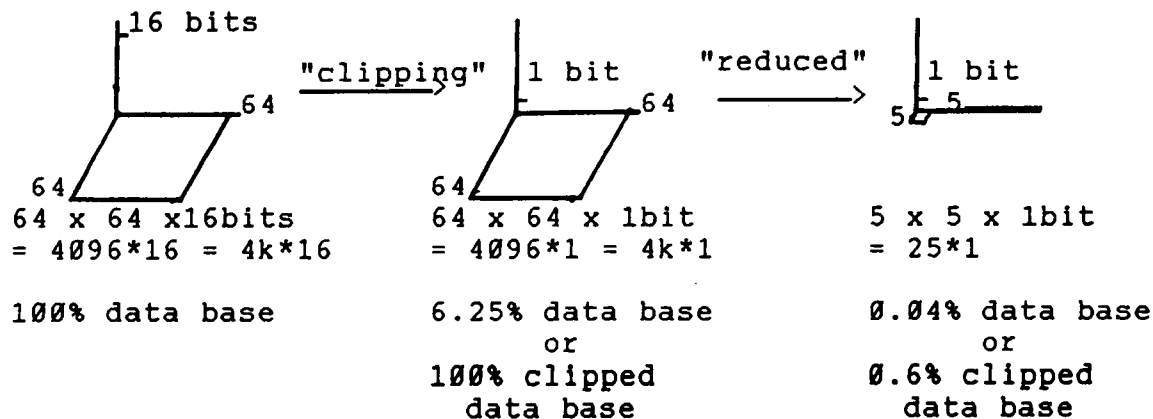 16 bits
64
64
64 x 64 x16bits
= 4096*16 = 4k*16
100% data base
"clipping"
1 bit
64
64
64 x 64 x 1bit
= 4096*1 = 4k*1
6.25% data base
or
100% clipped
data base
"reduced"
1 bit
5
5
5 x 5 x 1bit
= 25*1
0.04% data base
or
0.6% clipped
data base